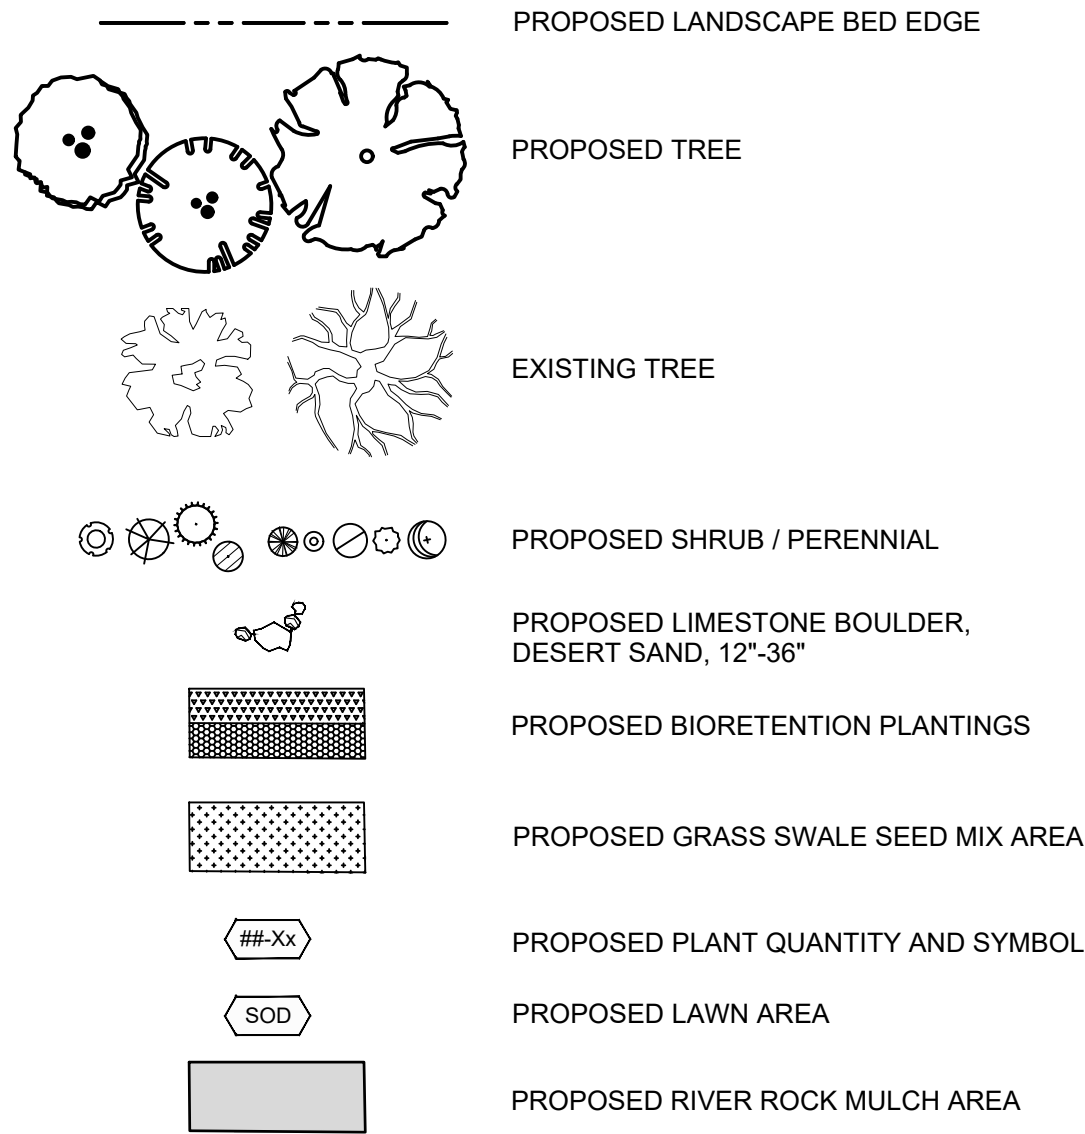 PROPOSED LANDSCAPE BED EDGE
PROPOSED TREE
EXISTING TREE
PROPOSED SHRUB / PERENNIAL
PROPOSED LIMESTONE BOULDER,
DESERT SAND, 12"-36"
PROPOSED BIORETENTION PLANTINGS
PROPOSED GRASS SWALE SEED MIX AREA
##-Xx
PROPOSED PLANT QUANTITY AND SYMBOL
SOD
PROPOSED LAWN AREA
PROPOSED RIVER ROCK MULCH AREA